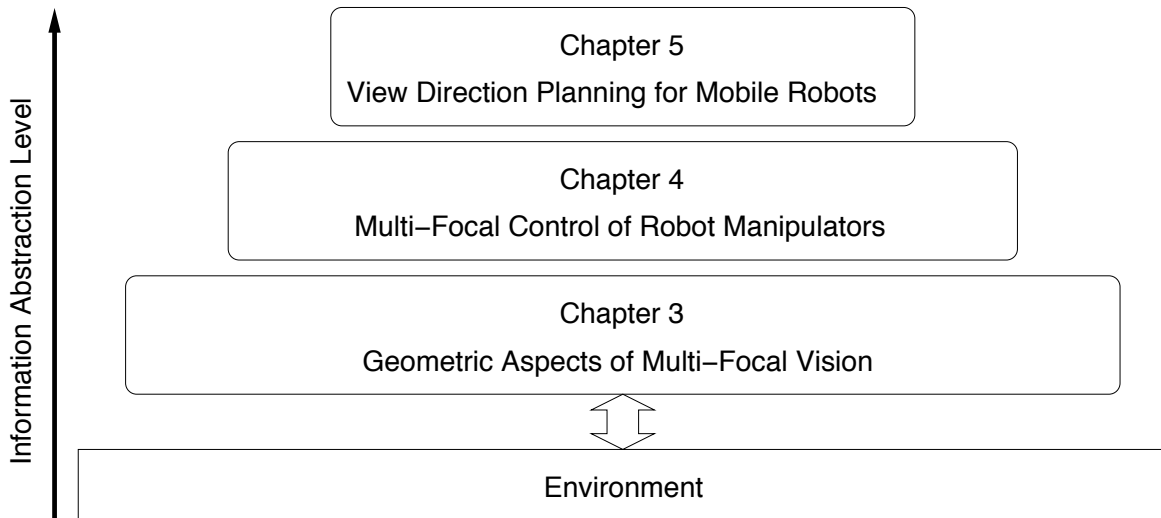 Information Abstraction Level
Chapter 5
View Direction Planning for Mobile Robots
Chapter 4
Multi−Focal Control of Robot Manipulators
Chapter 3
Geometric Aspects of Multi−Focal Vision
Environment